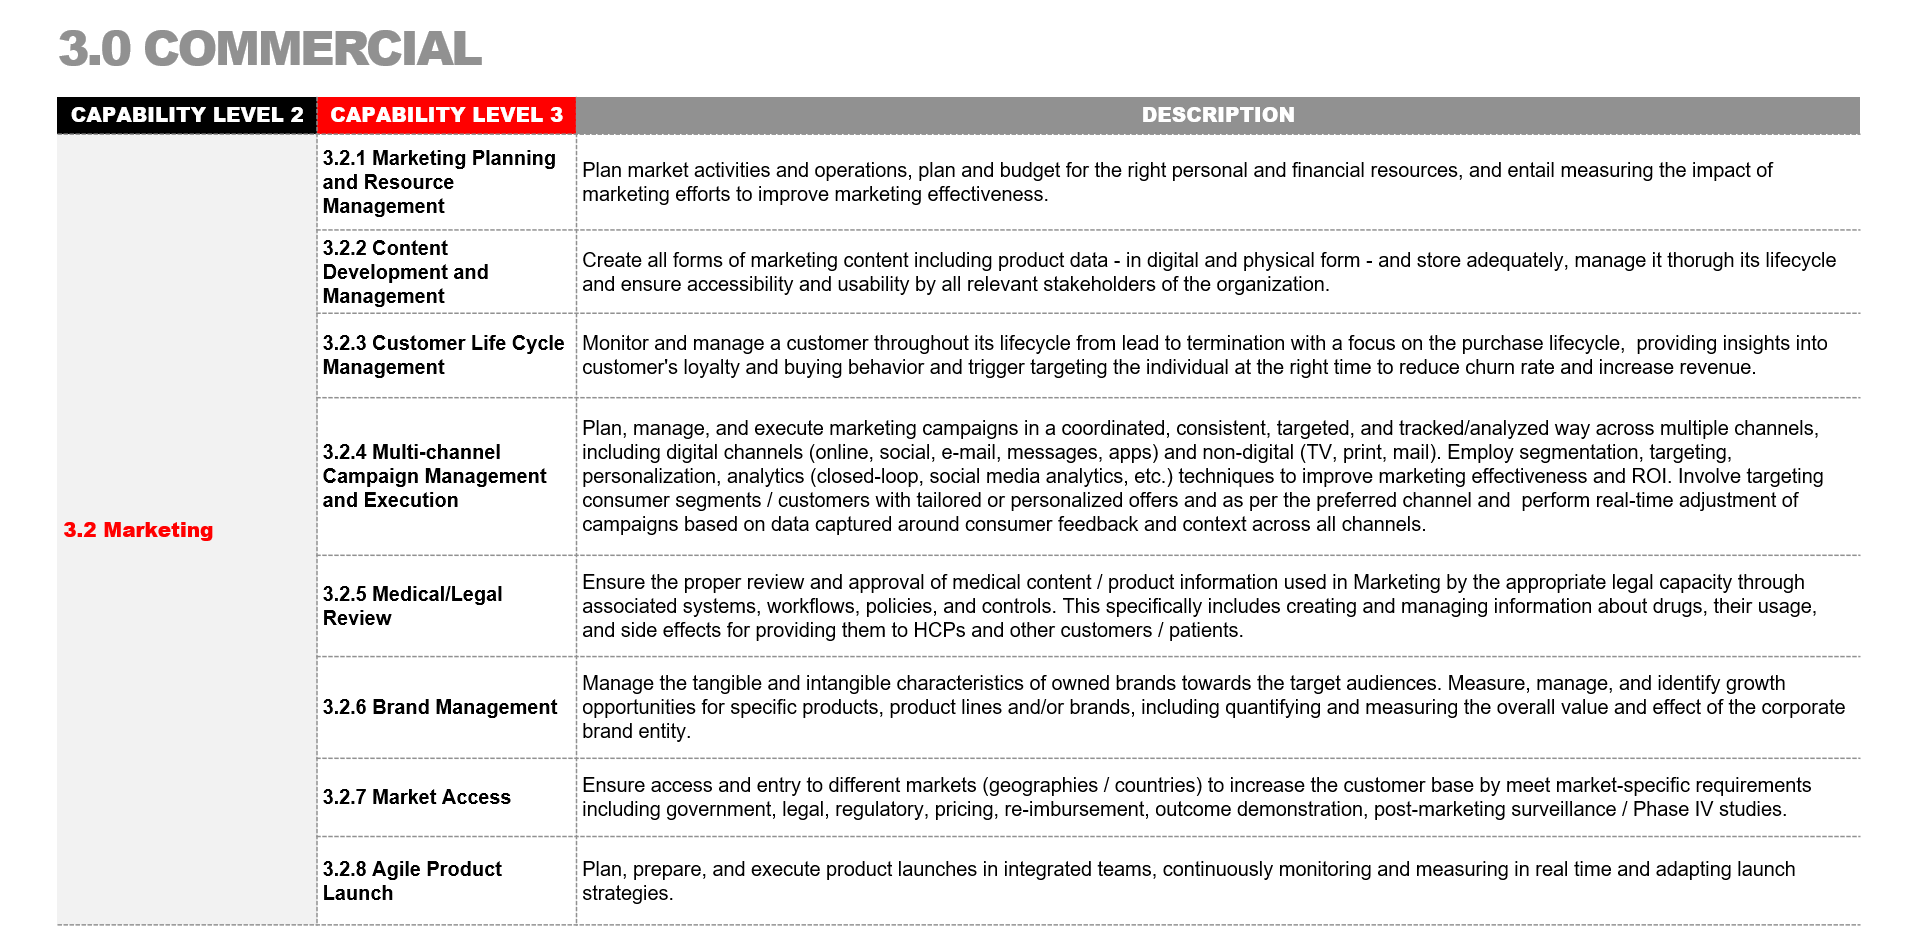 3.0 COMMERCIAL
CAPABILITY LEVEL 2
CAPABILITY LEVEL 3
DESCRIPTION
3.2 Marketing
3.2.1 Marketing Planning
and Resource
Management
Plan market activities and operations, plan and budget for the right personal and financial resources, and entail measuring the impact of
marketing efforts to improve marketing effectiveness.
3.2.2 Content
Development and
Management
Create all forms of marketing content including product data - in digital and physical form - and store adequately, manage it thorugh its lifecycle
and ensure accessibility and usability by all relevant stakeholders of the organization.
3.2.3 Customer Life Cycle
Management
Monitor and manage a customer throughout its lifecycle from lead to termination with a focus on the purchase lifecycle,  providing insights into
customer's loyalty and buying behavior and trigger targeting the individual at the right time to reduce churn rate and increase revenue.
3.2.4 Multi-channel
Campaign Management
and Execution
Plan, manage, and execute marketing campaigns in a coordinated, consistent, targeted, and tracked/analyzed way across multiple channels,
including digital channels (online, social, e-mail, messages, apps) and non-digital (TV, print, mail). Employ segmentation, targeting,
personalization, analytics (closed-loop, social media analytics, etc.) techniques to improve marketing effectiveness and ROI. Involve targeting
consumer segments / customers with tailored or personalized offers and as per the preferred channel and  perform real-time adjustment of
campaigns based on data captured around consumer feedback and context across all channels.
3.2.5 Medical/Legal
Review
Ensure the proper review and approval of medical content / product information used in Marketing by the appropriate legal capacity through
associated systems, workflows, policies, and controls. This specifically includes creating and managing information about drugs, their usage,
and side effects for providing them to HCPs and other customers / patients.
3.2.6 Brand Management
Manage the tangible and intangible characteristics of owned brands towards the target audiences. Measure, manage, and identify growth
opportunities for specific products, product lines and/or brands, including quantifying and measuring the overall value and effect of the corporate
brand entity.
3.2.7 Market Access
Ensure access and entry to different markets (geographies / countries) to increase the customer base by meet market-specific requirements
including government, legal, regulatory, pricing, re-imbursement, outcome demonstration, post-marketing surveillance / Phase IV studies.
3.2.8 Agile Product
Launch
Plan, prepare, and execute product launches in integrated teams, continuously monitoring and measuring in real time and adapting launch
strategies.